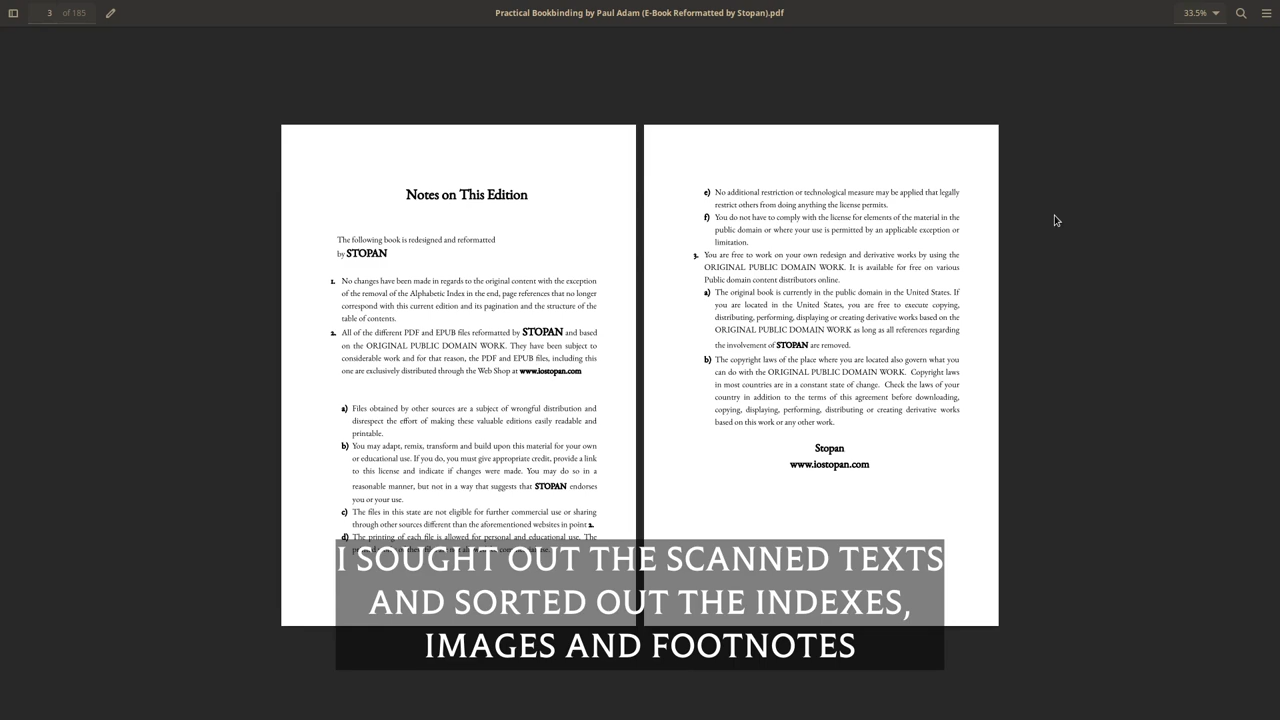 3 of 185
Practical Bookbinding by Paul Adam (E-Book Reformatted by Stopan).pdf
33.5%
Notes on This Edition
The following book is redesigned and reformatted
by STOPAN
1. No changes have been made in regards to the original content with the exception
of the removal of the Alphabetic Index in the end, page references that no longer
correspond with this current edition and its pagination and the structure of the
table of contents.
2. All of the different PDF and EPUB files reformatted by STOPAN and based
on the ORIGINAL PUBLIC DOMAIN WORK. They have been subject to
considerable work and for that reason, the PDF and EPUB files, including this
one are exclusively distributed through the Web Shop at www.iostopan.com
a) Files obtained by other sources are a subject of wrongful distribution and
disrespect the effort of making these valuable editions easily readable and
printable.
b) You may adapt, remix, transform and build upon this material for your own
or educational use. If you do, you must give appropriate credit, provide a link
to this license and indicate if changes were made. You may do so in a
reasonable manner, but not in a way that suggests that STOPAN endorses
you or your use.
c) The files in this state are not eligible for further commercial use or sharing
through other sources different than the aforementioned websites in point 2.
d) The printing of each file is allowed for personal and educational use. The
e) No additional restriction or technological measure may be applied that legally
restrict others from doing anything the license permits.
f) You do not have to comply with the license for elements of the material in the
public domain or where your use is permitted by an applicable exception or
limitation.
3. You are free to work on your own redesign and derivative works by using the
ORIGINAL PUBLIC DOMAIN WORK. It is available for free on various
Public domain content distributors online.
a) The original book is currently in the public domain in the United States. If
you are located in the United States, you are free to execute copying,
distributing, performing, displaying or creating derivative works based on the
ORIGINAL PUBLIC DOMAIN WORK as long as all references regarding
the involvement of STOPAN are removed.
b) The copyright laws of the place where you are located also govern what you
can do with the ORIGINAL PUBLIC DOMAIN WORK. Copyright laws
in most countries are in a constant state of change. Check the laws of your
country in addition to the terms of this agreement before downloading,
copying, displaying, performing, distributing or creating derivative works
based on this work or any other work.
Stopan
www.iostopan.com
I SOUGHT OUT THE SCANNED TEXTS
AND SORTED OUT THE INDEXES,
IMAGES AND FOOTNOTES